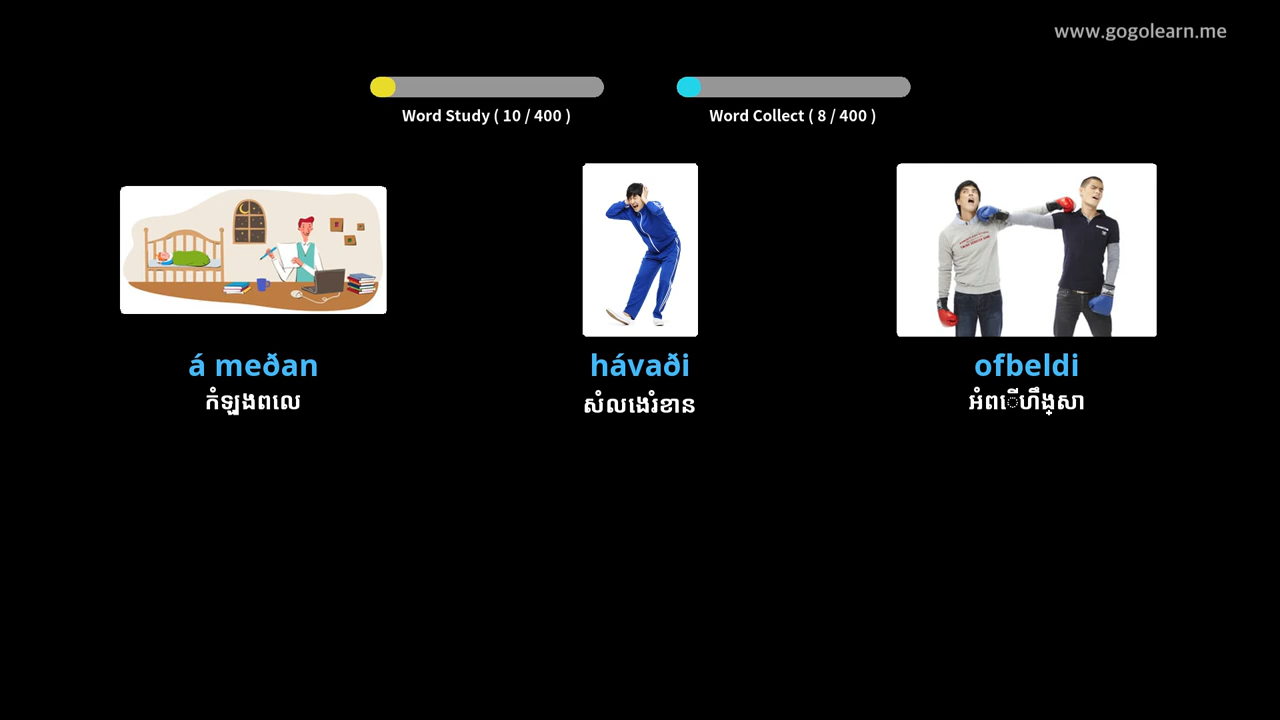 www.gogolearn.me
Word Study ( 10 / 400 )
Word Collect ( 8 / 400 )
á meðan
hávaði
ofbeldi
កំឡុងពេល
សំលេងរំខាន
អំពើហឹង្សា